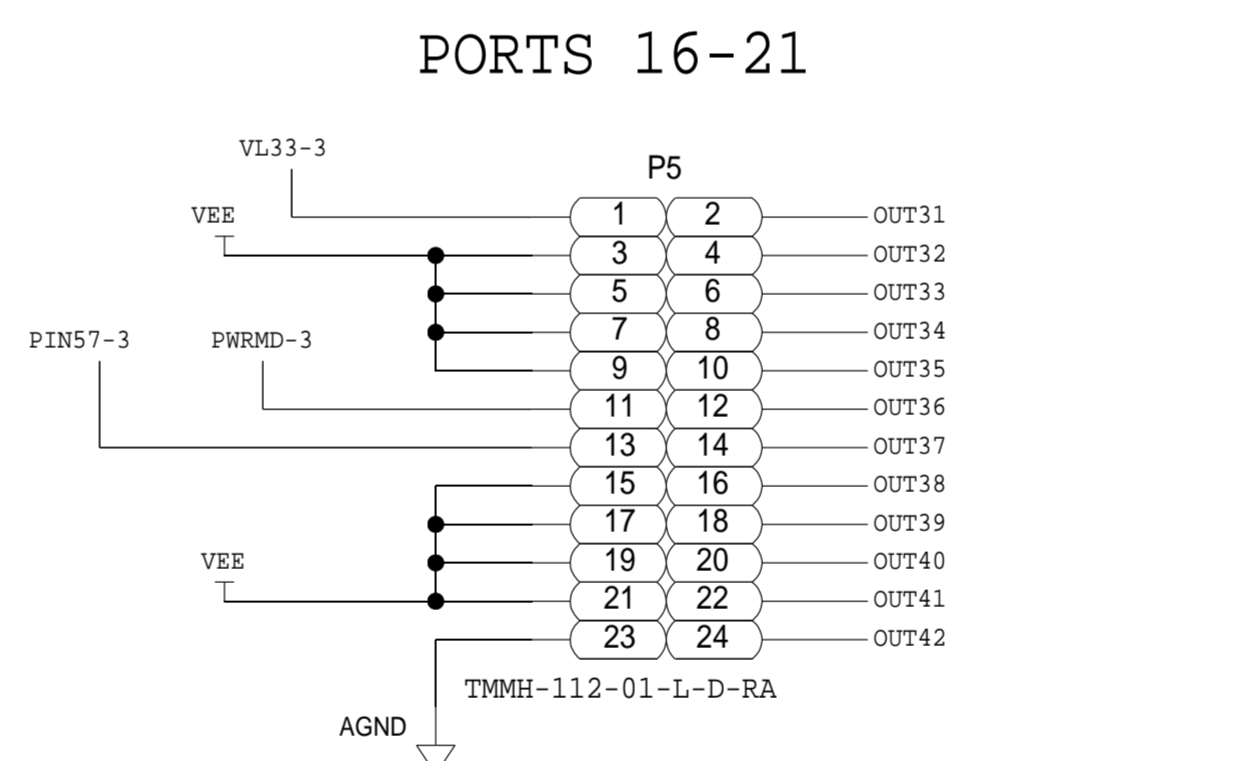 PORTS 16-21
VL33-3
P5
VEE
1 2 OUT31
3 4 OUT32
5 6 OUT33
PIN57-3 PWRMD-3
7 8 OUT34
9 10 OUT35
11 12 OUT36
13 14 OUT37
15 16 OUT38
17 18 OUT39
VEE
19 20 OUT40
21 22 OUT41
23 24 OUT42
TMMH-112-01-L-D-RA
AGND